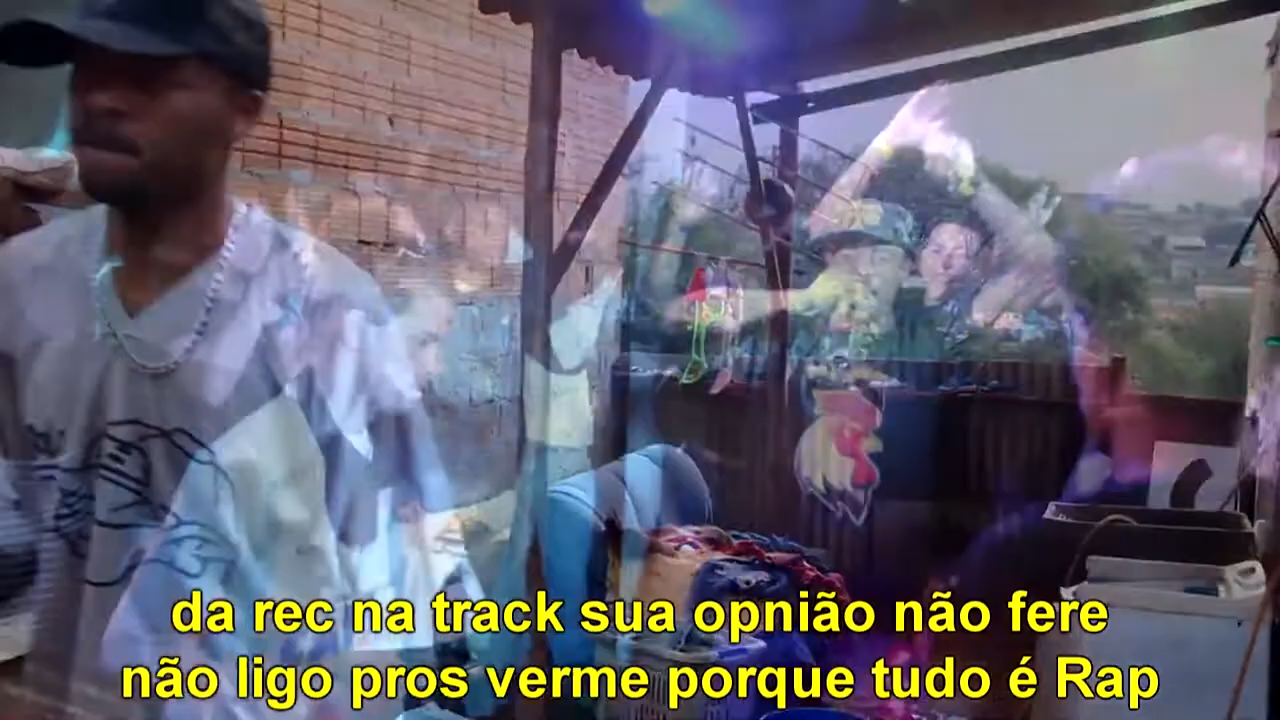 da rec na track sua opnião não fere
não ligo pros verme porque tudo é Rap